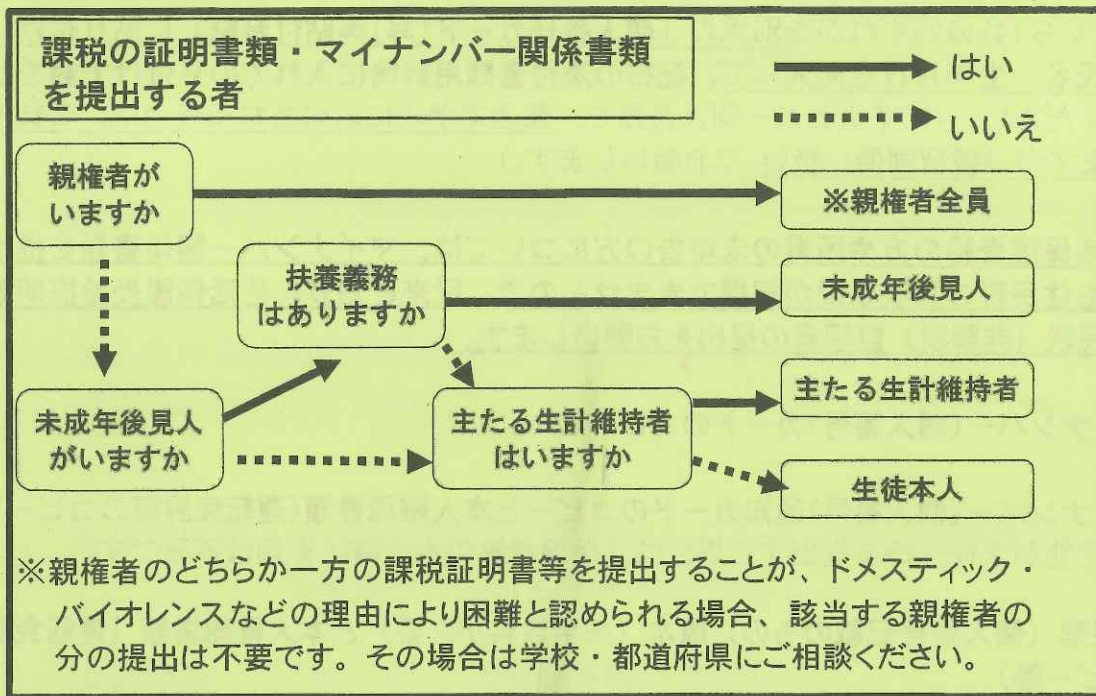 課税の証明書類・マイナンバー関係書類
を提出する者
はい
いいえ
親権者が
いますか
※親権者全員
扶養義務
はありますか
未成年後見人
未成年後見人
がいますか
主たる生計維持者
はいますか
主たる生計維持者
生徒本人
※親権者のどちらか一方の課税証明書等を提出することが、ドメスティック・
バイオレンスなどの理由により困難と認められる場合、該当する親権者の
分の提出は不要です。その場合は学校・都道府県にご相談ください。